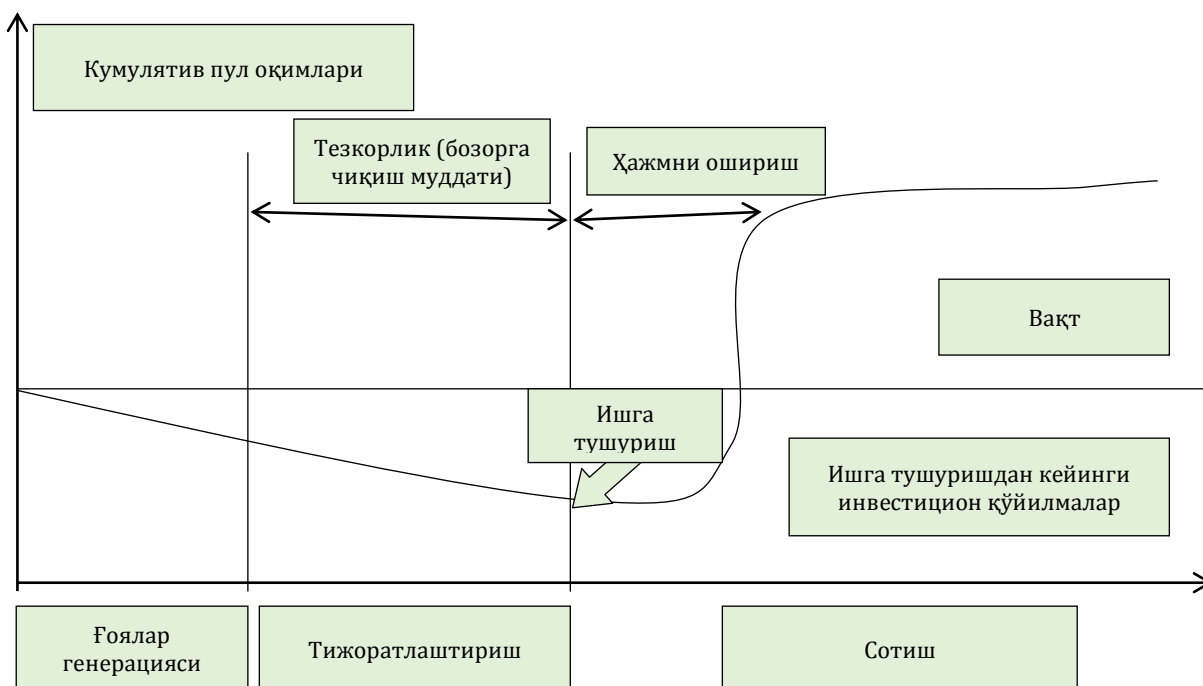 Кумулятив пул оқимлари
Тезкорлик (бозорга
чиқиш муддати)
Ҳажмни ошириш
Вақт
Ишга
тушуриш
Ишга тушуришдан кейинги
инвестицион қўйилмалар
Ғоялар
генерацияси
Тижоратлаштириш
Сотиш